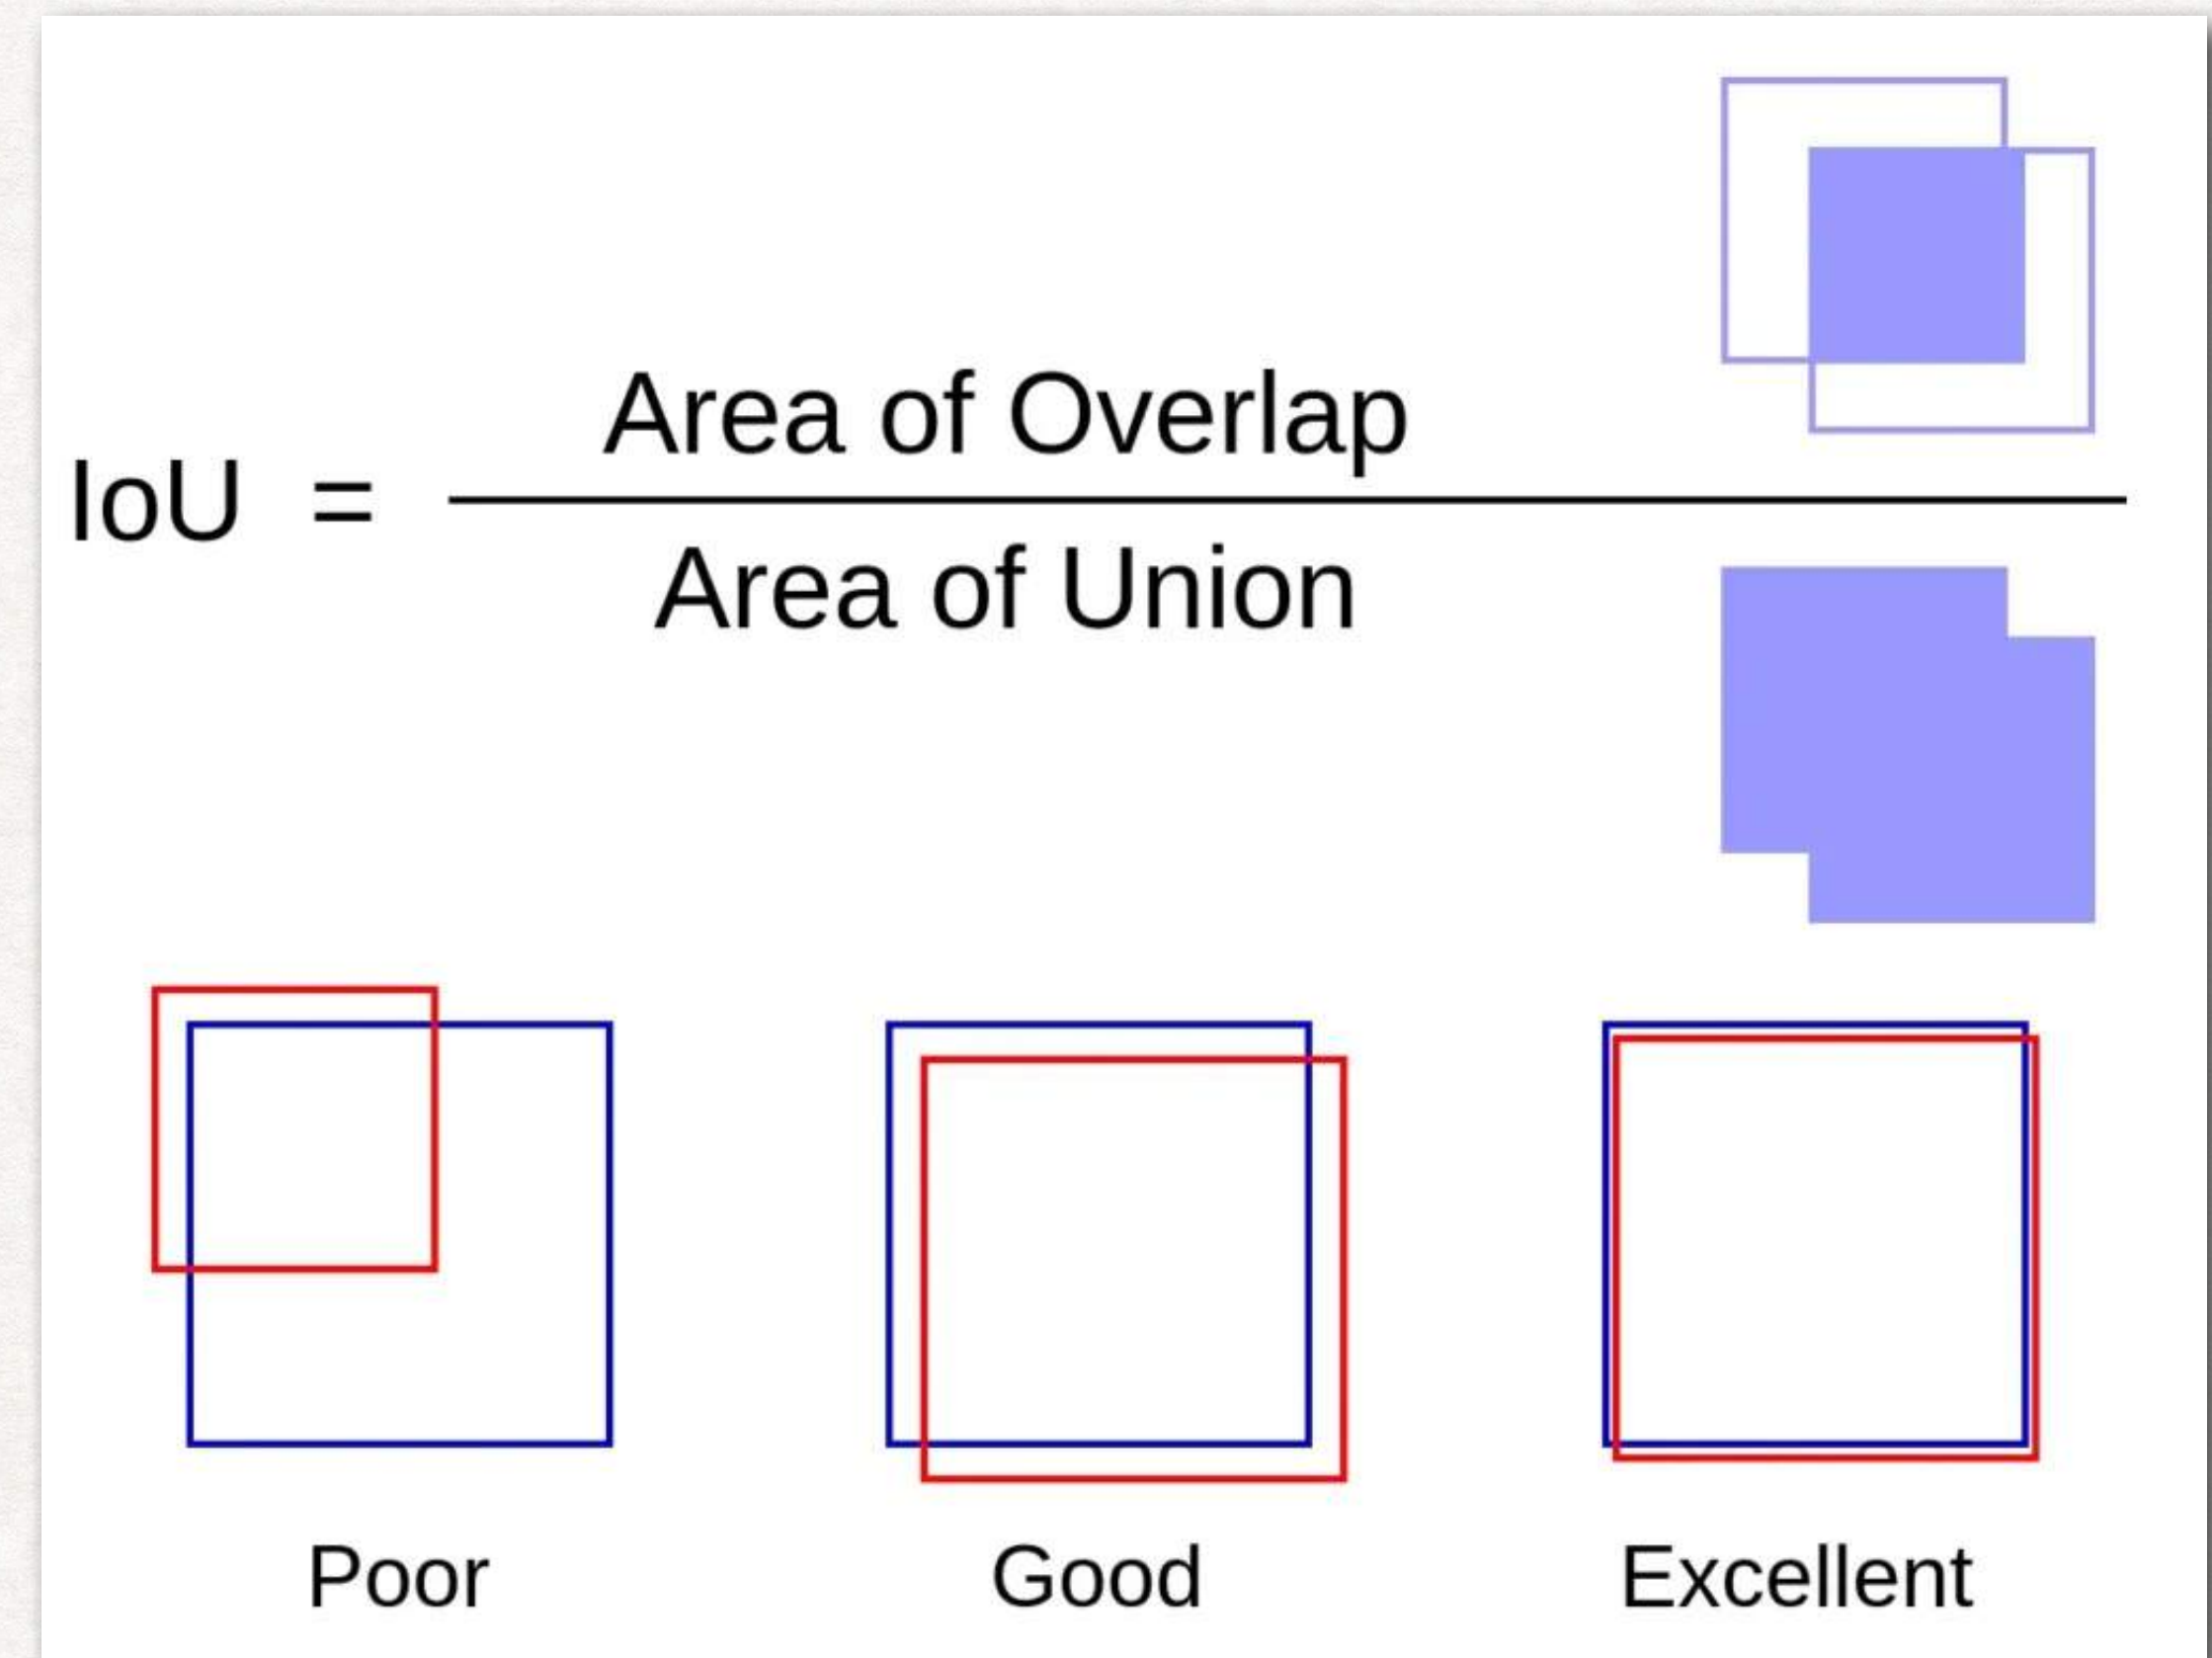 Area of Overlap
IoU =
Area of Union
Poor
Good
Excellent